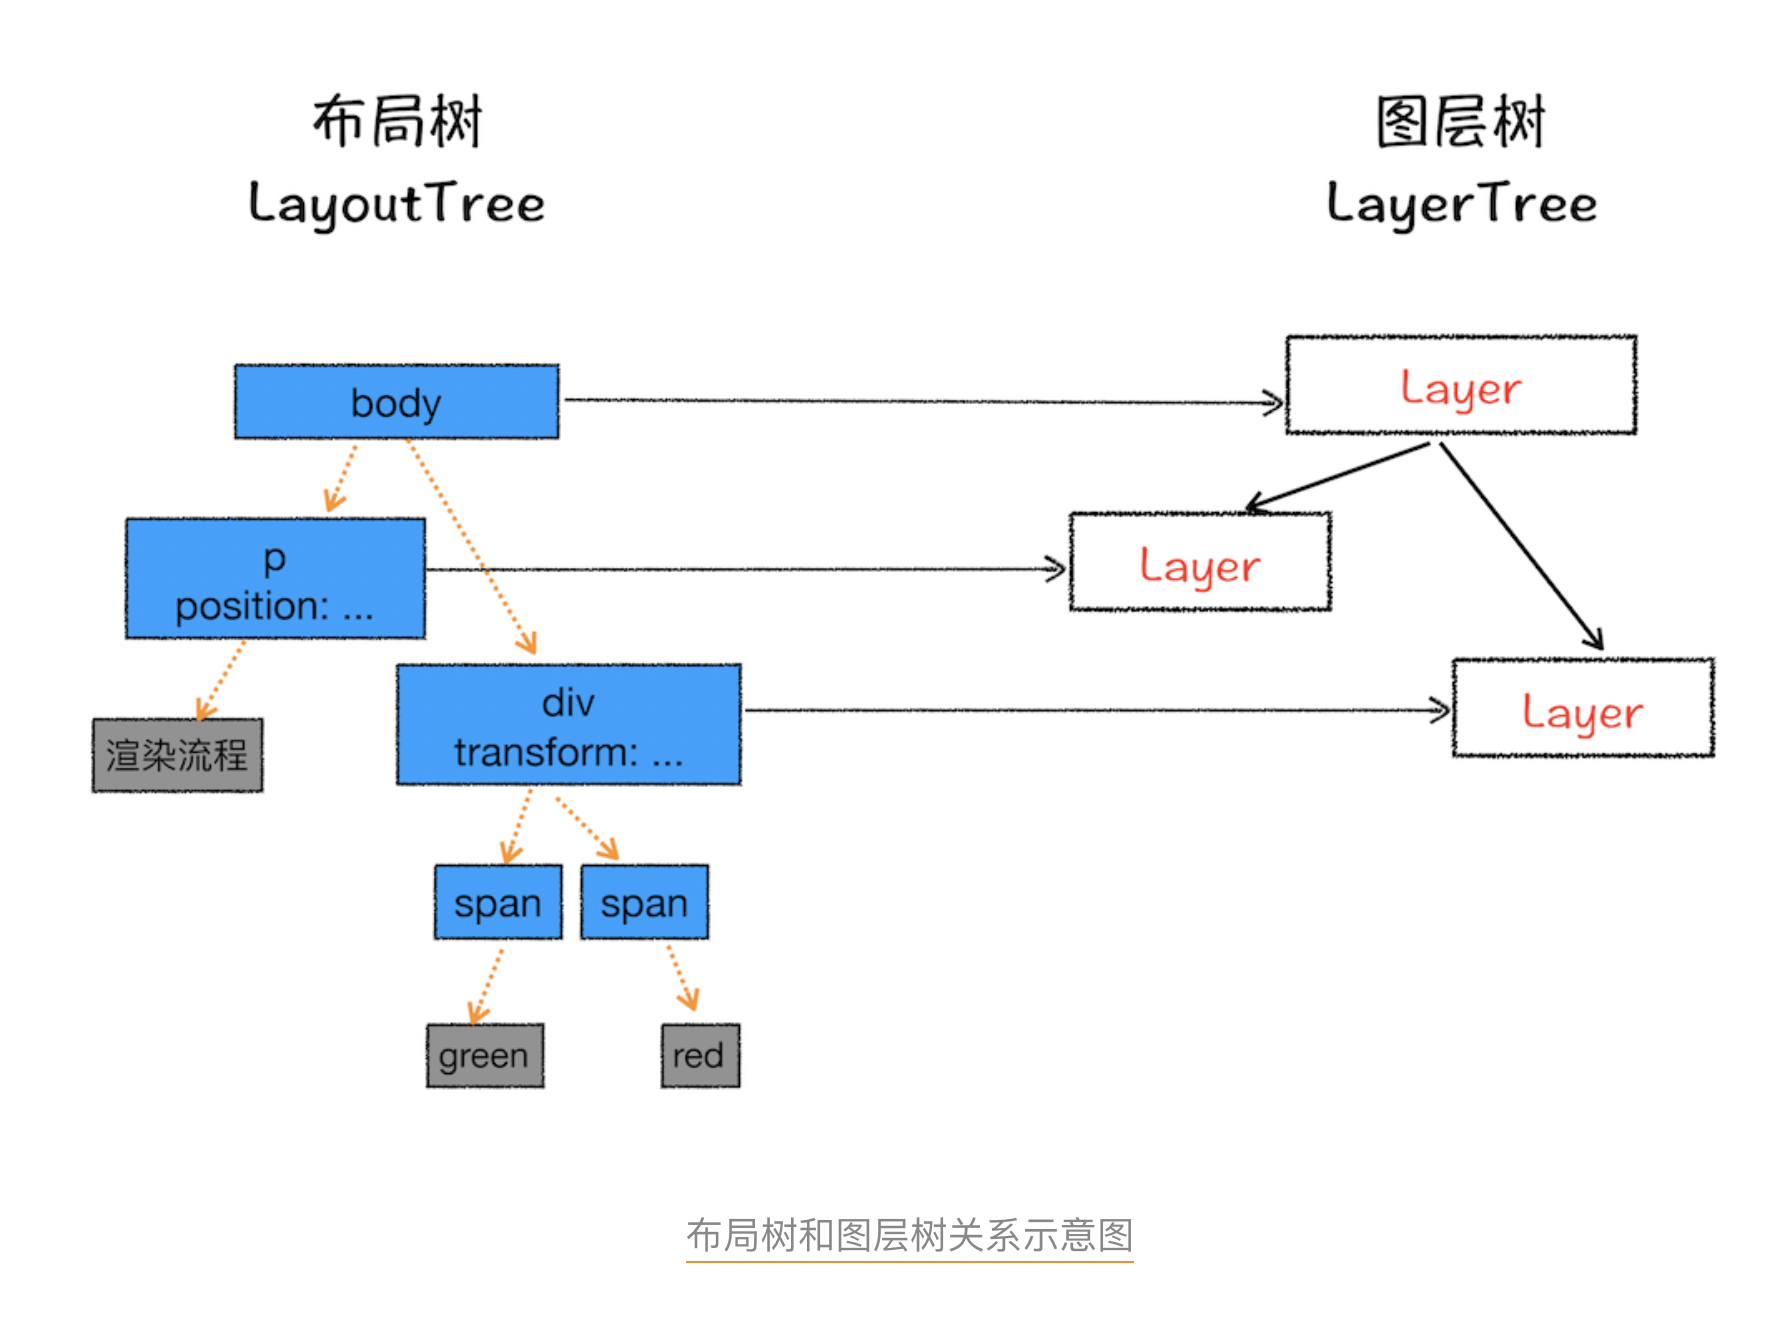 布局树
LayoutTree
图层树
LayerTree
body
Layer
p
position: ...
Layer
div
transform: ...
Layer
渲染流程
span
span
green
red
布局树和图层树关系示意图